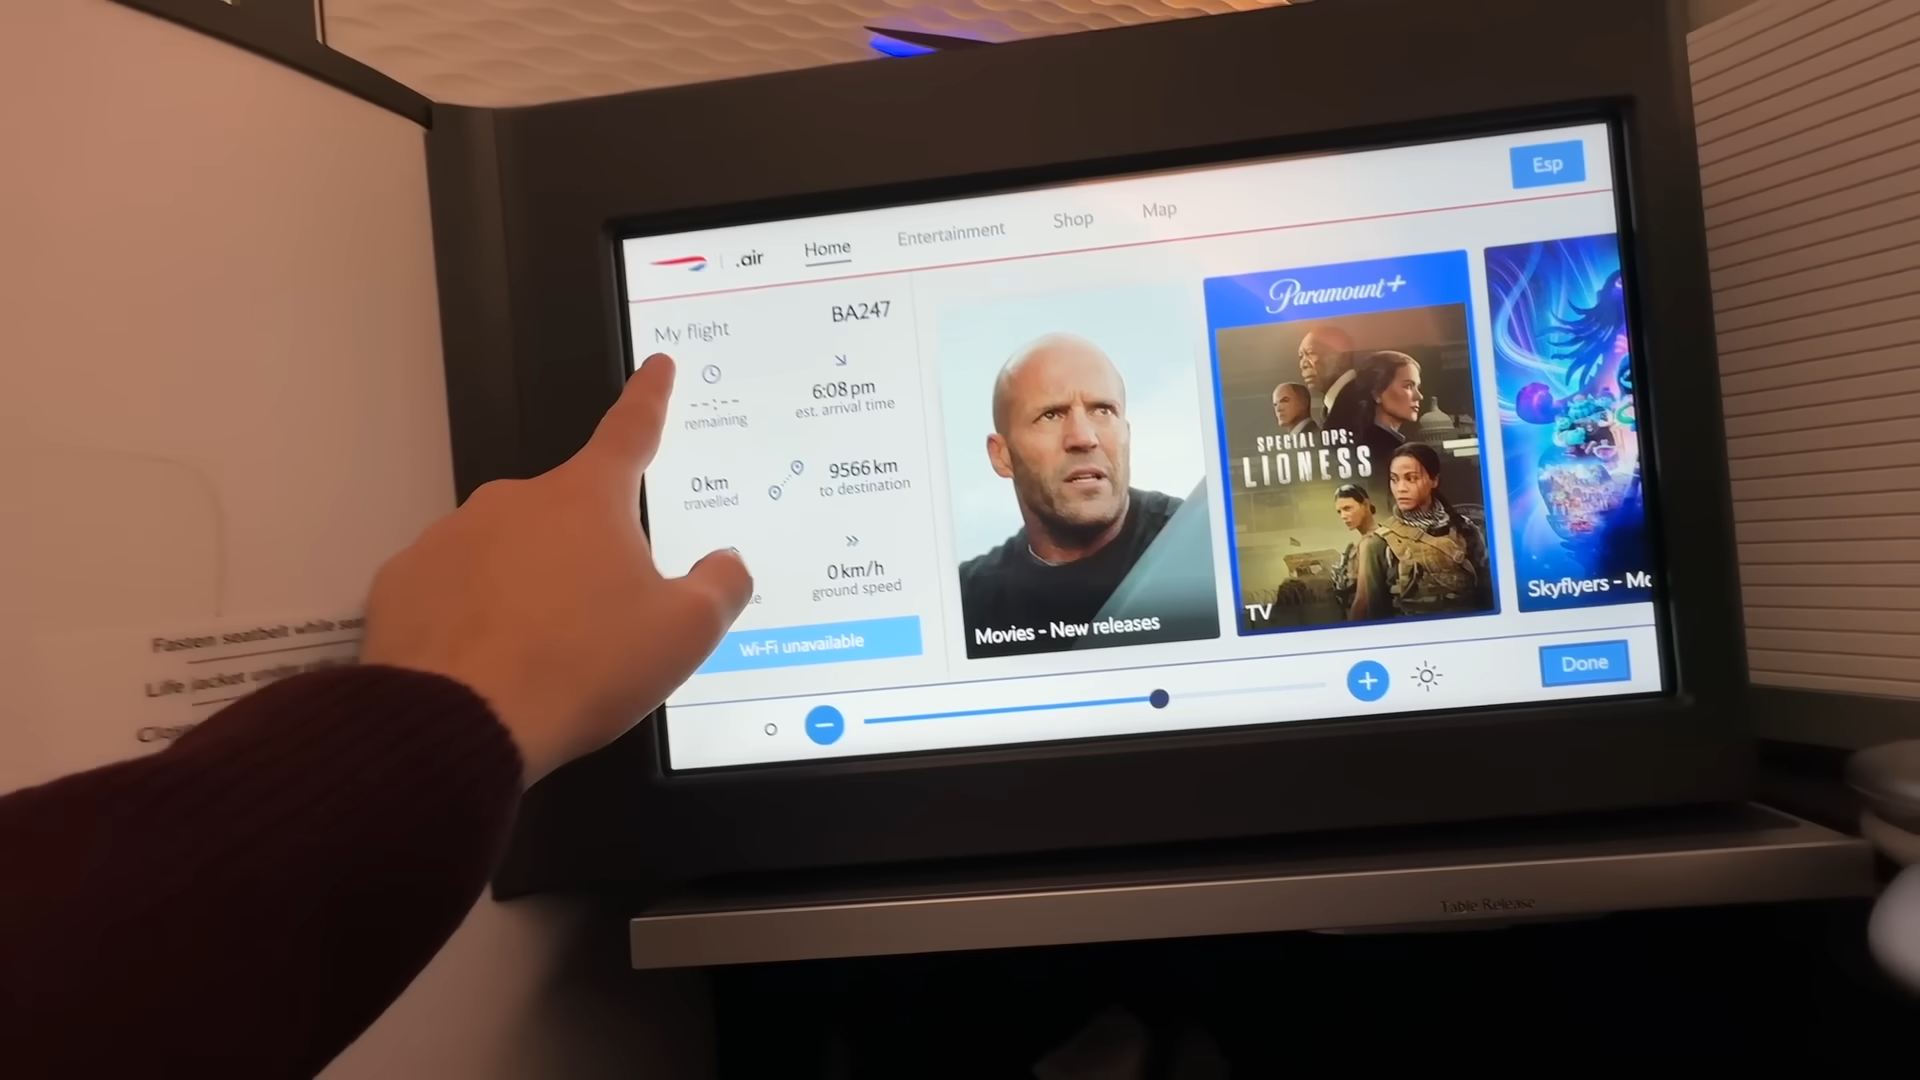 Esp
.air Home Entertainment Shop Map
My flight BA247
--:-- remaining
6:08 pm
est. arrival time
0 km
travelled
9566 km
to destination
0 km/h
ground speed
Wi-Fi unavailable
Movies - New releases
Paramount+
SPECIAL OPS:
LIONESS
TV
Skyflyers -
Done
Fasten seatbelt while
Life jacket under
Table Release